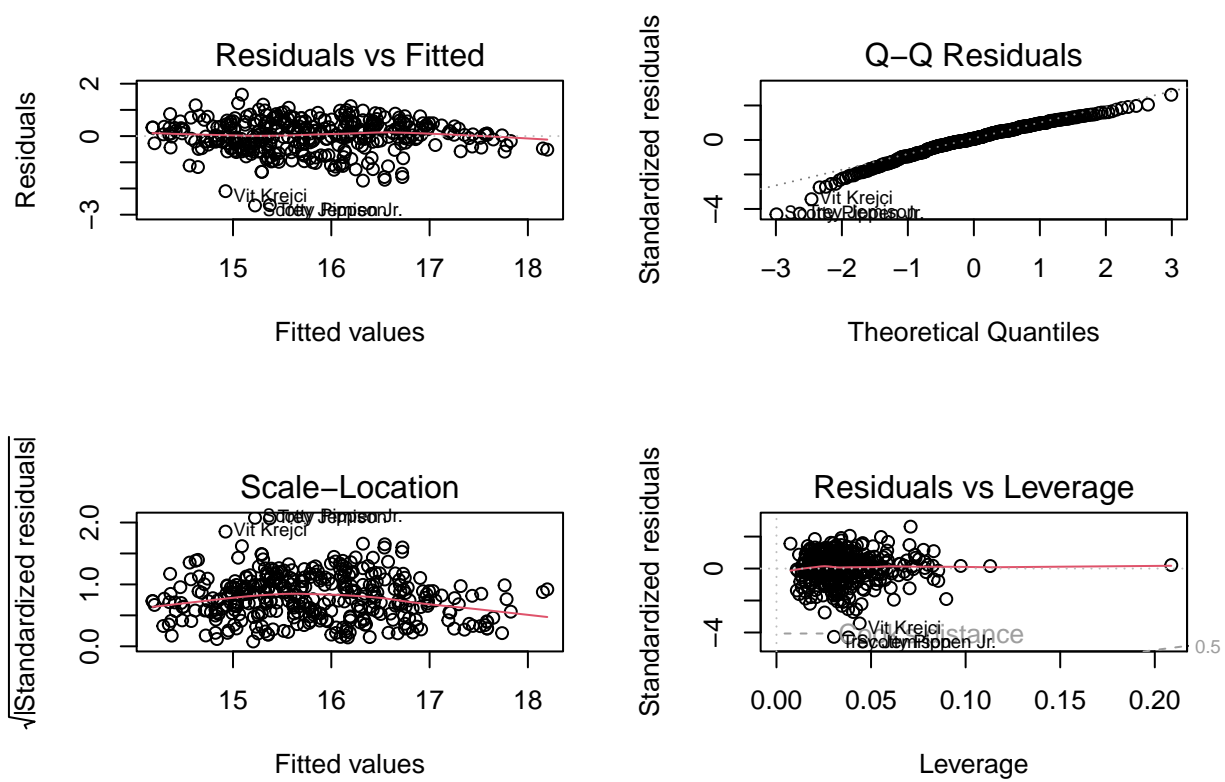 Residuals vs Fitted
Residuals
2
0
−3
Vit Krejci
15
16
17
18
Fitted values
Q−Q Residuals
Standardized residuals
0
−4
Vit Krejci
−3
−2
−1
0
1
2
3
Theoretical Quantiles
Scale−Location
√|Standardized residuals|
2.0
1.0
0.0
Vit Krejci
15
16
17
18
Fitted values
Residuals vs Leverage
Standardized residuals
0
−4
Vit Krejci
0.5
0.00
0.05
0.10
0.15
0.20
Leverage